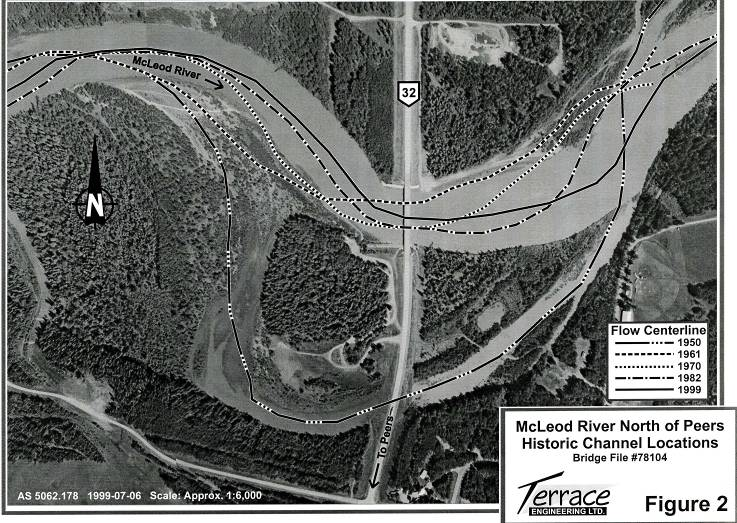 McLeod River
32
N
To Peers
Flow Centerline
1950
1961
1970
1982
1999
AS 5062.178 1999-07-06 Scale: Approx. 1:6,000
McLeod River North of Peers
Historic Channel Locations
Bridge File #78104
Terrace
ENGINEERING LTD.
Figure 2